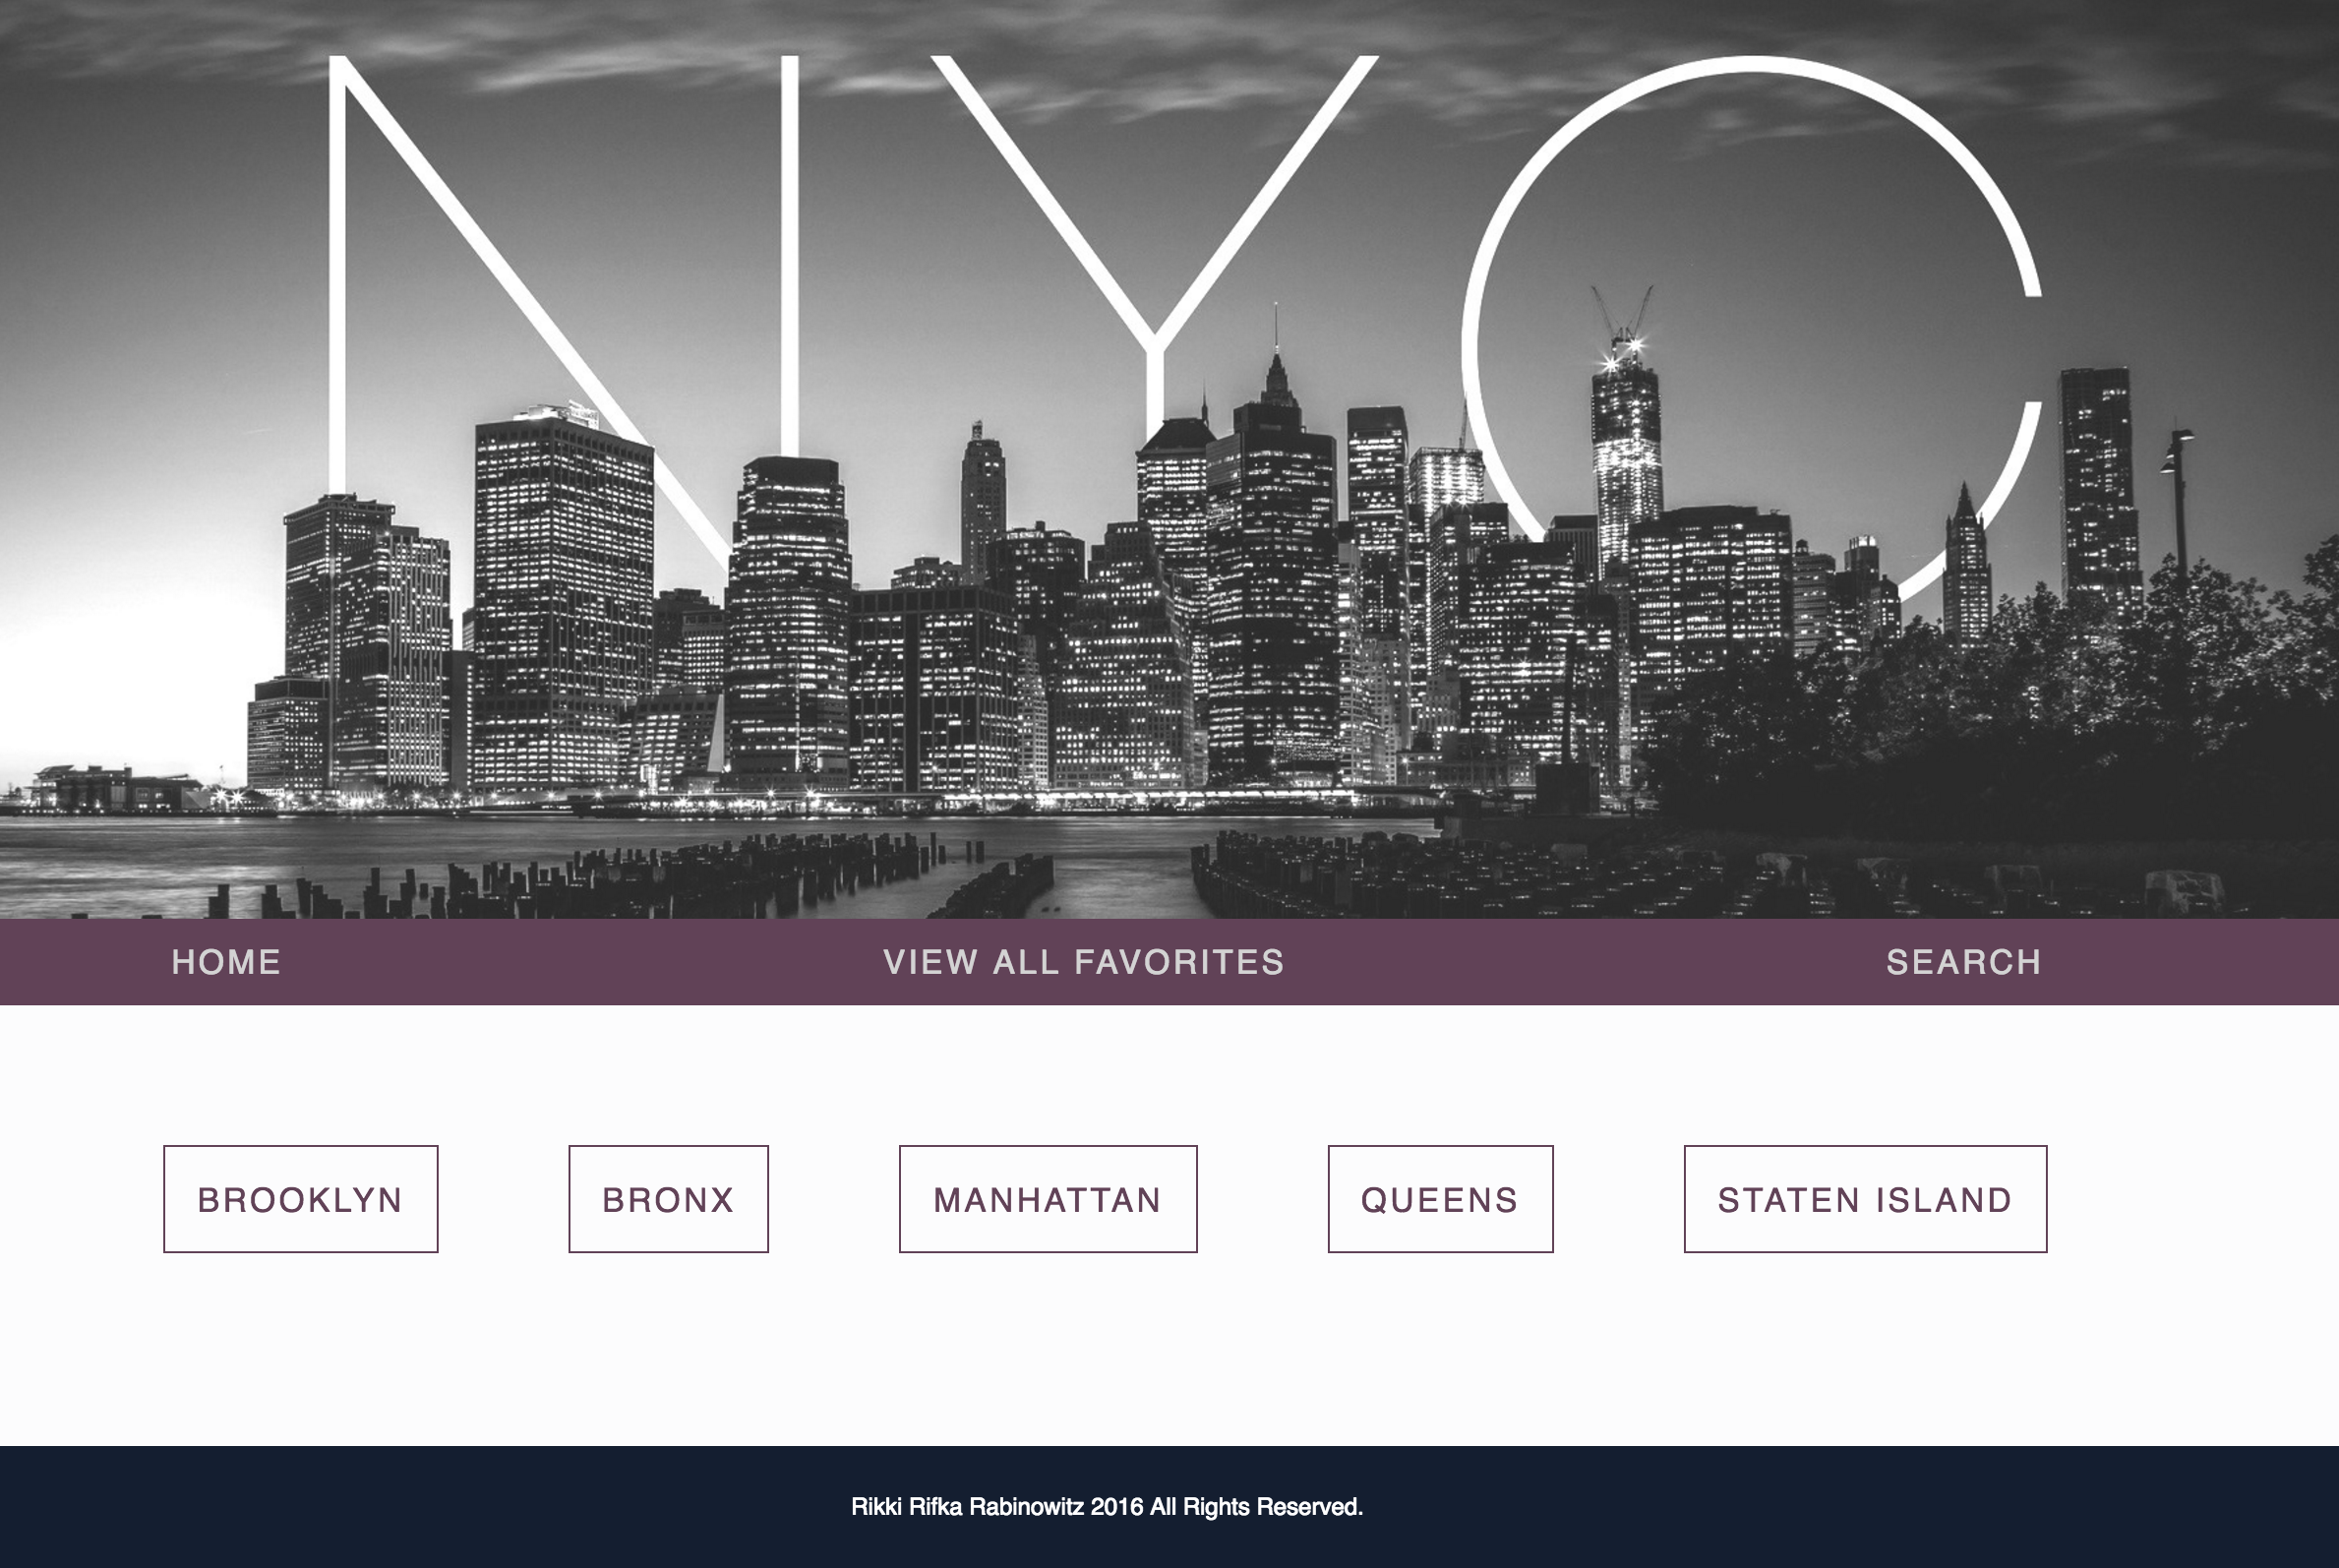 NYC
HOME VIEW ALL FAVORITES SEARCH
BROOKLYN BRONX MANHATTAN QUEENS STATEN ISLAND
Rikki Rifka Rabinowitz 2016 All Rights Reserved.